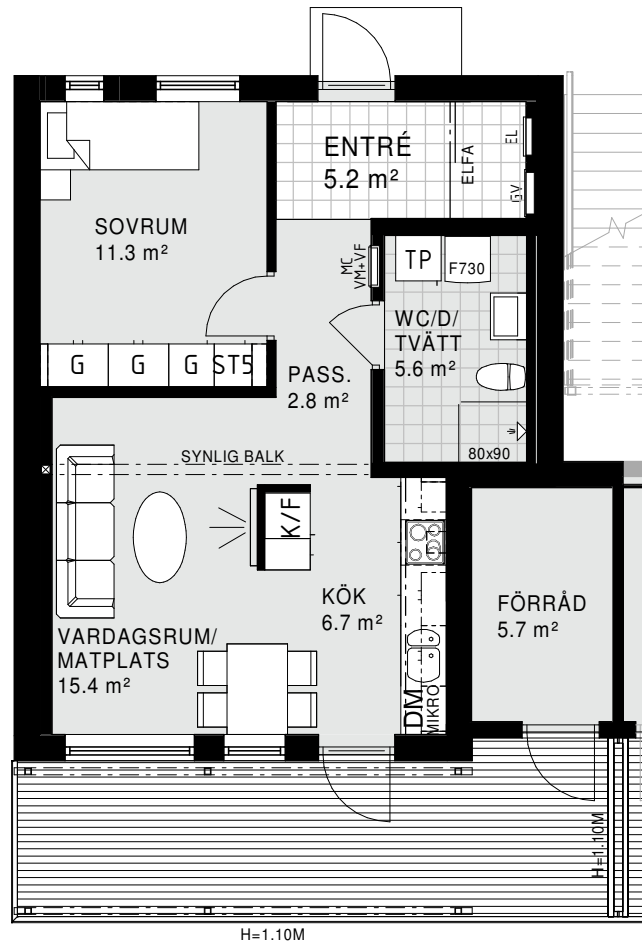 ENTRÉ
5.2 m²
ELFA
EL
GV
SOVRUM
11.3 m²
MC
VM+VF
TP
F730
WC/D/
TVÄTT
5.6 m²
G
G
G
ST5
PASS.
2.8 m²
80x90
SYNLIG BALK
K/F
KÖK
6.7 m²
FÖRRÅD
5.7 m²
VARDAGSRUM/
MATPLATS
15.4 m²
DM
MIKRO
H=1.10M
H=1.10M